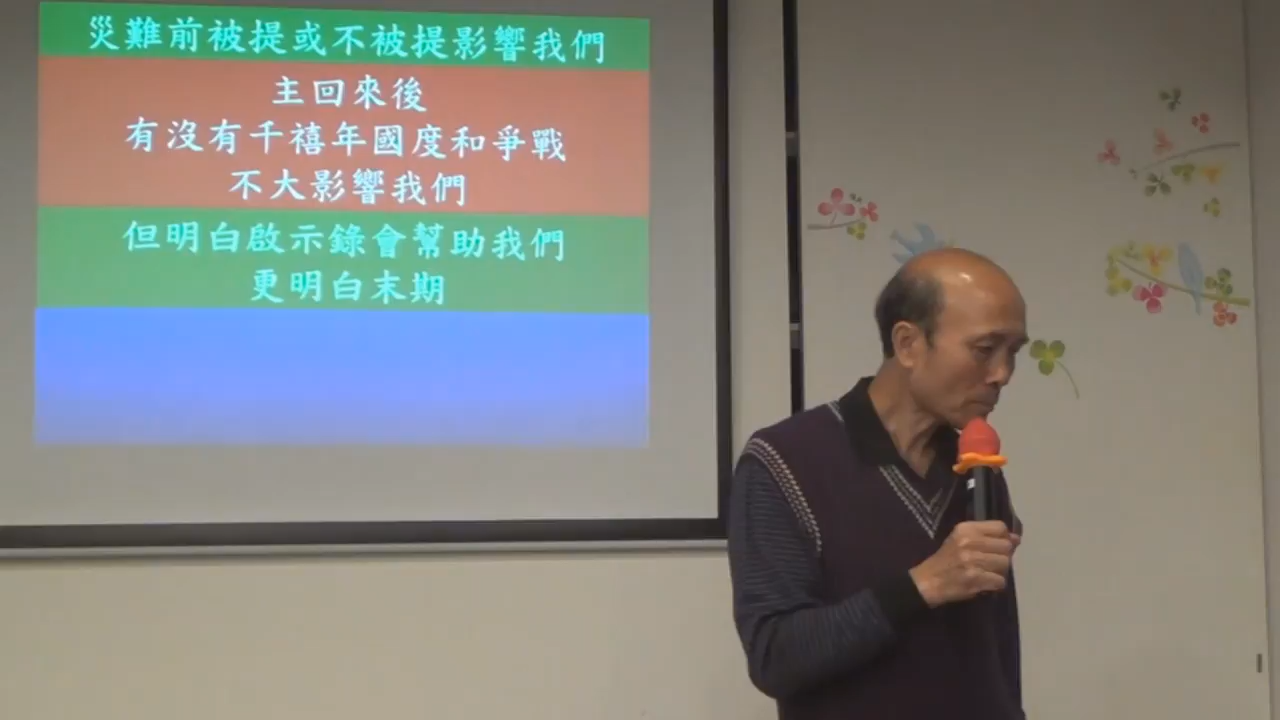 災難前被提或不被提影響我們
主回來後
有沒有千禧年國度和爭戰
不大影響我們
但明白啟示錄會幫助我們
更明白末期